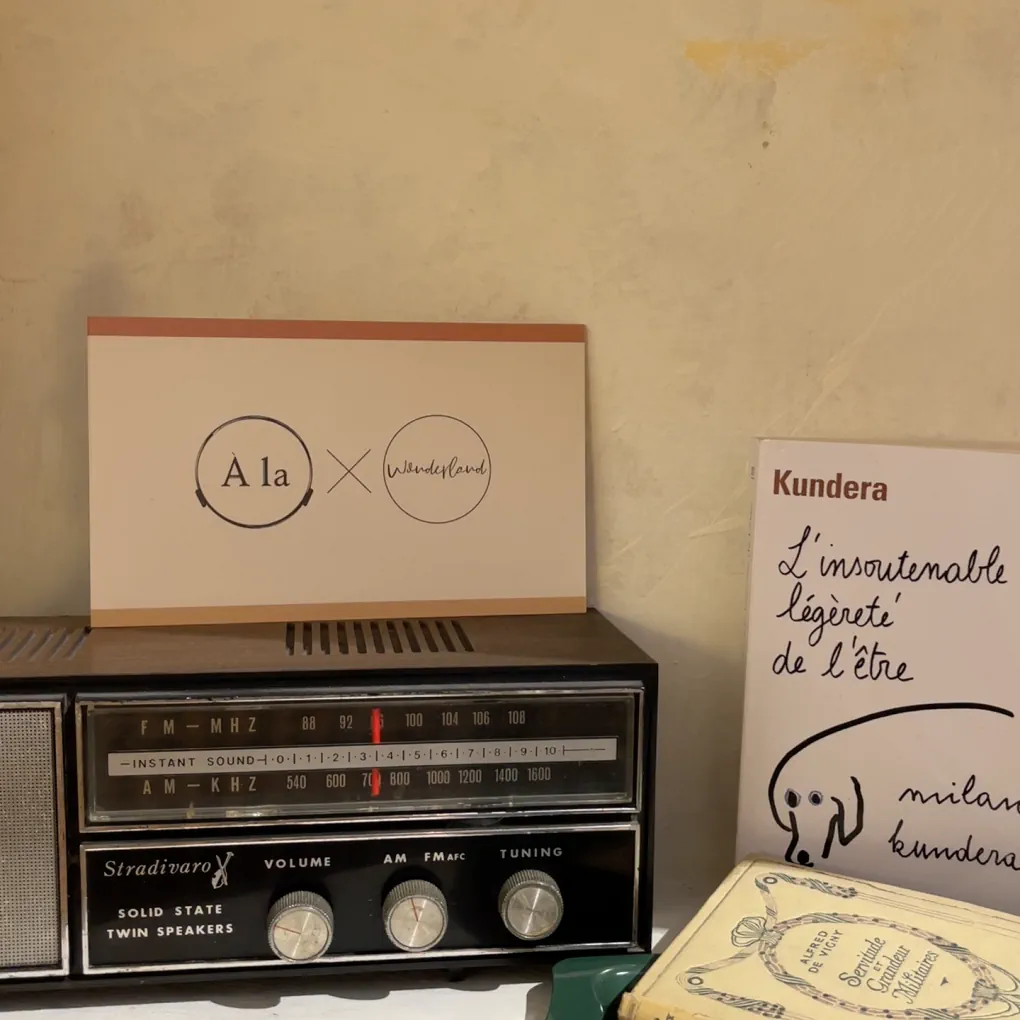 À la
Wonderland
Kundera
L'insoutenable
légèreté
de l'être
milan
kundera
FM — MHZ 88 92 96 100 104 106 108
INSTANT SOUND 0 1 2 3 4 5 6 7 8 9 10
AM — KHZ 540 600 700 800 1000 1200 1400 1600
Stradivaro
VOLUME
AM FM AFC
TUNING
SOLID STATE
TWIN SPEAKERS
ALFRED
DE VIGNY
Servitude
ET
Grandeur
Militaires